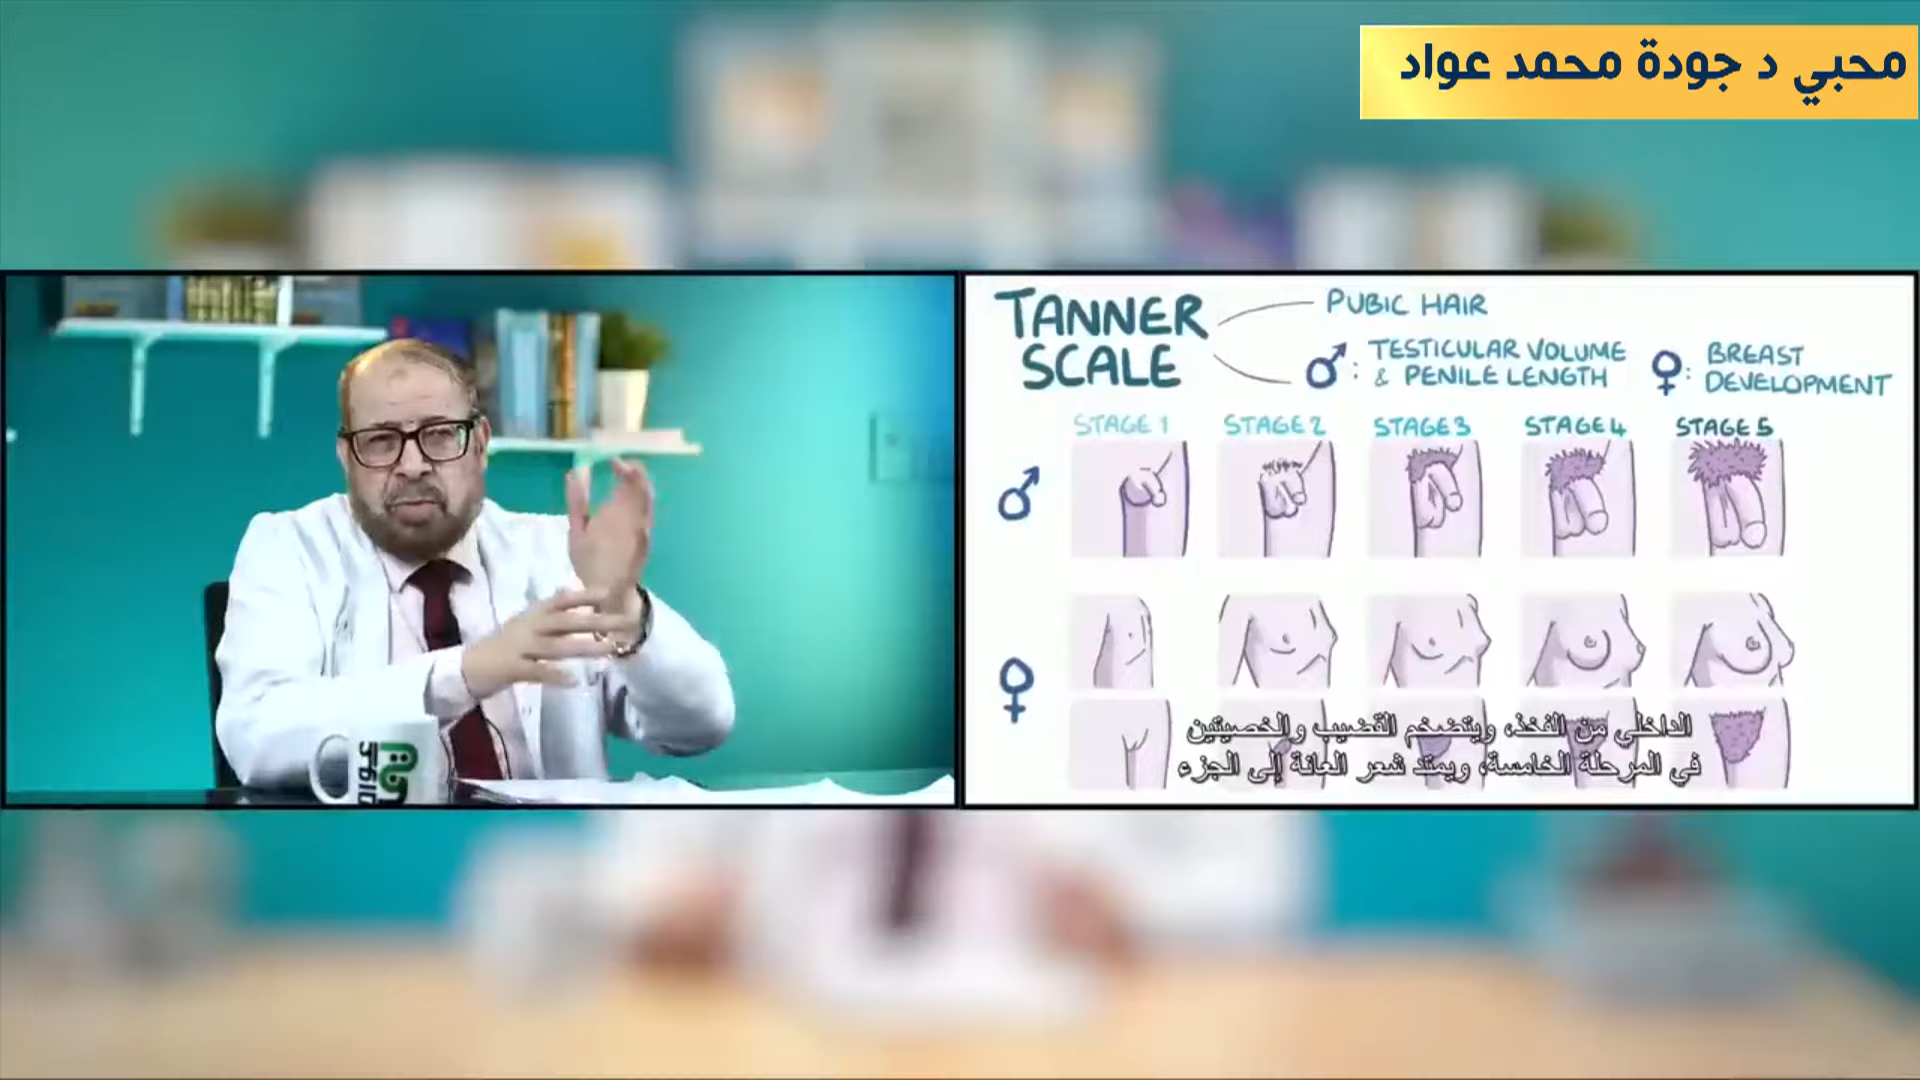 محبي د جودة محمد عواد
TANNER
SCALE
PUBIC HAIR
♂: TESTICULAR VOLUME
& PENILE LENGTH
♀: BREAST
DEVELOPMENT
STAGE 1 STAGE 2 STAGE 3 STAGE 4 STAGE 5
♂
♀
الداخلي من الفخذ، ويتضخم القضيب والخصيتين
في المرحلة الخامسة، ويمتد شعر العانة إلى الجزء